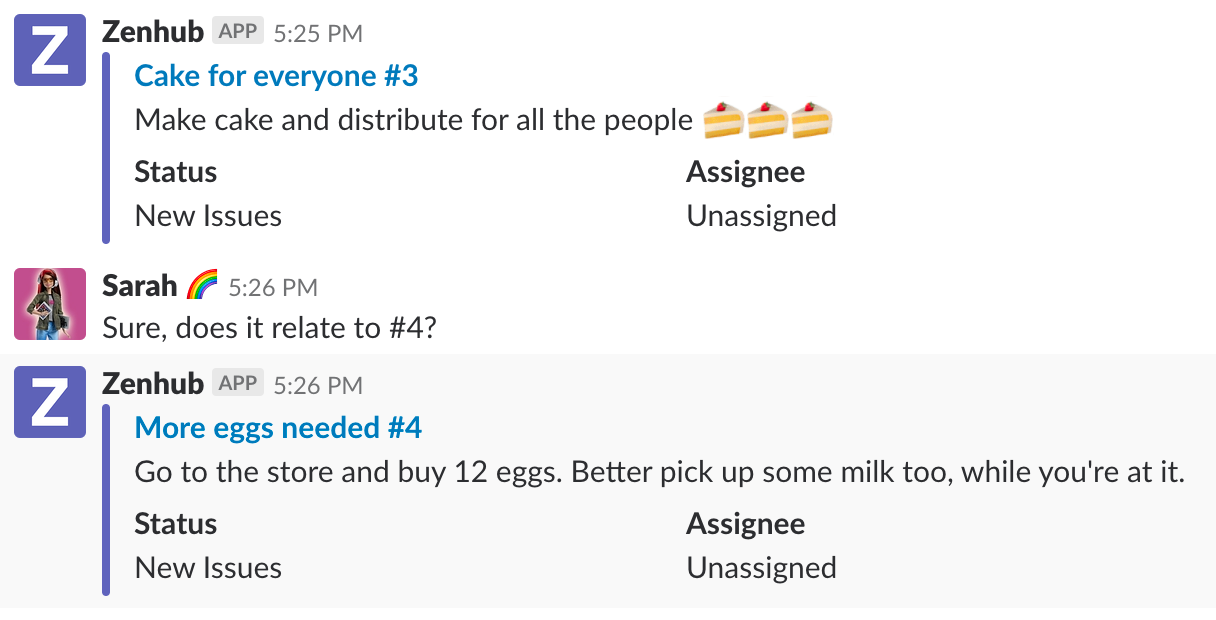 Z Zenhub APP 5:25 PM
Cake for everyone #3
Make cake and distribute for all the people 🍰🍰🍰
Status Assignee
New Issues Unassigned
Sarah 🌈 5:26 PM
Sure, does it relate to #4?
Z Zenhub APP 5:26 PM
More eggs needed #4
Go to the store and buy 12 eggs. Better pick up some milk too, while you're at it.
Status Assignee
New Issues Unassigned